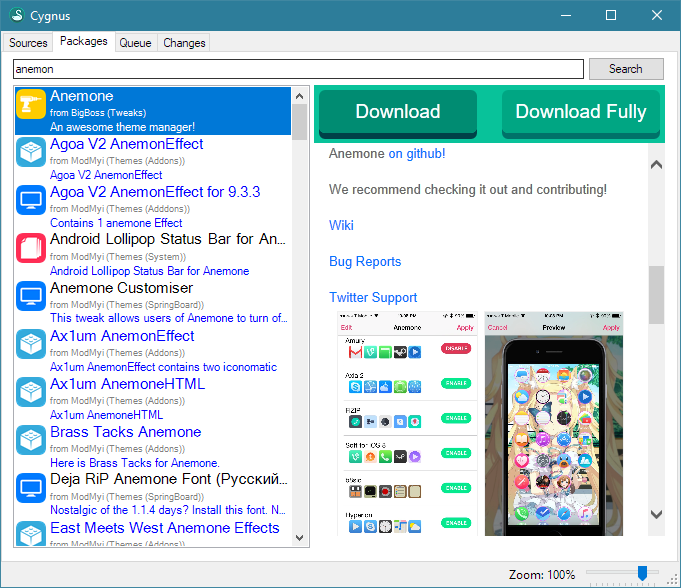 Cygnus
Sources Packages Queue Changes
anemon
Search
Anemone
from BigBoss (Tweaks)
An awesome theme manager!
Agoa V2 AnemonEffect
from ModMyi (Themes (Addons))
Agoa V2 AnemonEffect
Agoa V2 AnemonEffect for 9.3.3
from ModMyi (Themes (Adddons))
Contains 1 anemone Effect
Android Lollipop Status Bar for An...
from ModMyi (Themes (System))
Android Lollipop Status Bar for Anemone
Anemone Customiser
from ModMyi (Themes (SpringBoard))
This tweak allows users of Anemone to turn of...
Ax1um AnemonEffect
from ModMyi (Themes (Addons))
Ax1um AnemonEffect contains two iconomatic
Ax1um AnemoneHTML
from ModMyi (Themes (Addons))
Ax1um AnemoneHTML
Brass Tacks Anemone
from ModMyi (Themes (Addons))
Here is Brass Tacks for Anemone.
Deja RiP Anemone Font (Русский...
from ModMyi (Themes (SpringBoard))
Nostalgic of the 1.1.4 days? Install this font. N...
East Meets West Anemone Effects
from ModMyi (Themes (Addons))
Download
Download Fully
Anemone on github!
We recommend checking it out and contributing!
Wiki
Bug Reports
Twitter Support
Edit Anemone Apply
Amury
DISABLE
Axia 2
ENABLE
ENABLE
Soft for iOS 8
ENABLE
ENABLE
Hyperion
ENABLE
10:05 PM
Cancel Preview Apply
Zoom: 100%